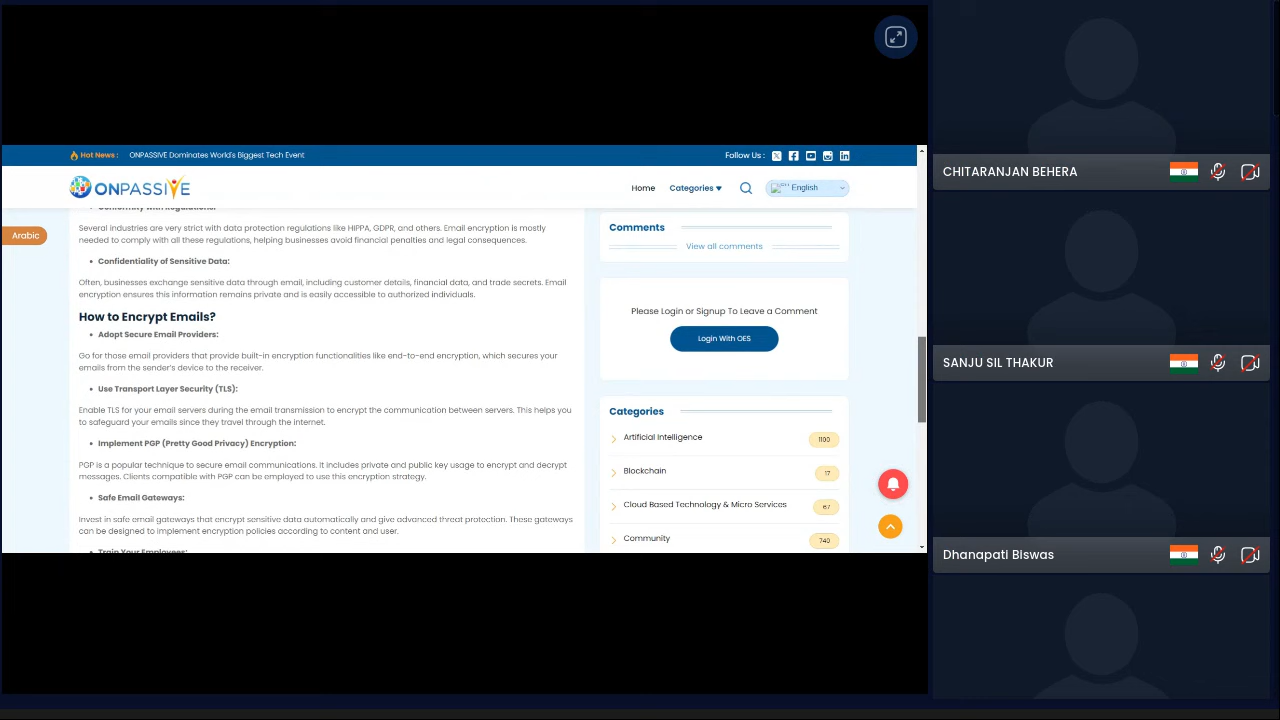 Hot News :
ONPASSIVE Dominates World's Biggest Tech Event
Follow Us :
ONPASSIVE
Home
Categories
English
Arabic
Conformity with Regulations:
Several industries are very strict with data protection regulations like HIPPA, GDPR, and others. Email encryption is mostly
needed to comply with all these regulations, helping businesses avoid financial penalties and legal consequences.
• Confidentiality of Sensitive Data:
Often, businesses exchange sensitive data through email, including customer details, financial data, and trade secrets. Email
encryption ensures this information remains private and is easily accessible to authorized individuals.
How to Encrypt Emails?
• Adopt Secure Email Providers:
Go for those email providers that provide built-in encryption functionalities like end-to-end encryption, which secures your
emails from the sender's device to the receiver.
• Use Transport Layer Security (TLS):
Enable TLS for your email servers during the email transmission to encrypt the communication between servers. This helps you
to safeguard your emails since they travel through the internet.
• Implement PGP (Pretty Good Privacy) Encryption:
PGP is a popular technique to secure email communications. It includes private and public key usage to encrypt and decrypt
messages. Clients compatible with PGP can be employed to use this encryption strategy.
• Safe Email Gateways:
Invest in safe email gateways that encrypt sensitive data automatically and give advanced threat protection. These gateways
can be designed to implement encryption policies according to content and user.
• Train Your Employees:
Comments
View all comments
Please Login or Signup To Leave a Comment
Login With OES
Categories
Artificial Intelligence 1100
Blockchain 17
Cloud Based Technology & Micro Services 67
Community 740
CHITARANJAN BEHERA
SANJU SIL THAKUR
Dhanapati Biswas